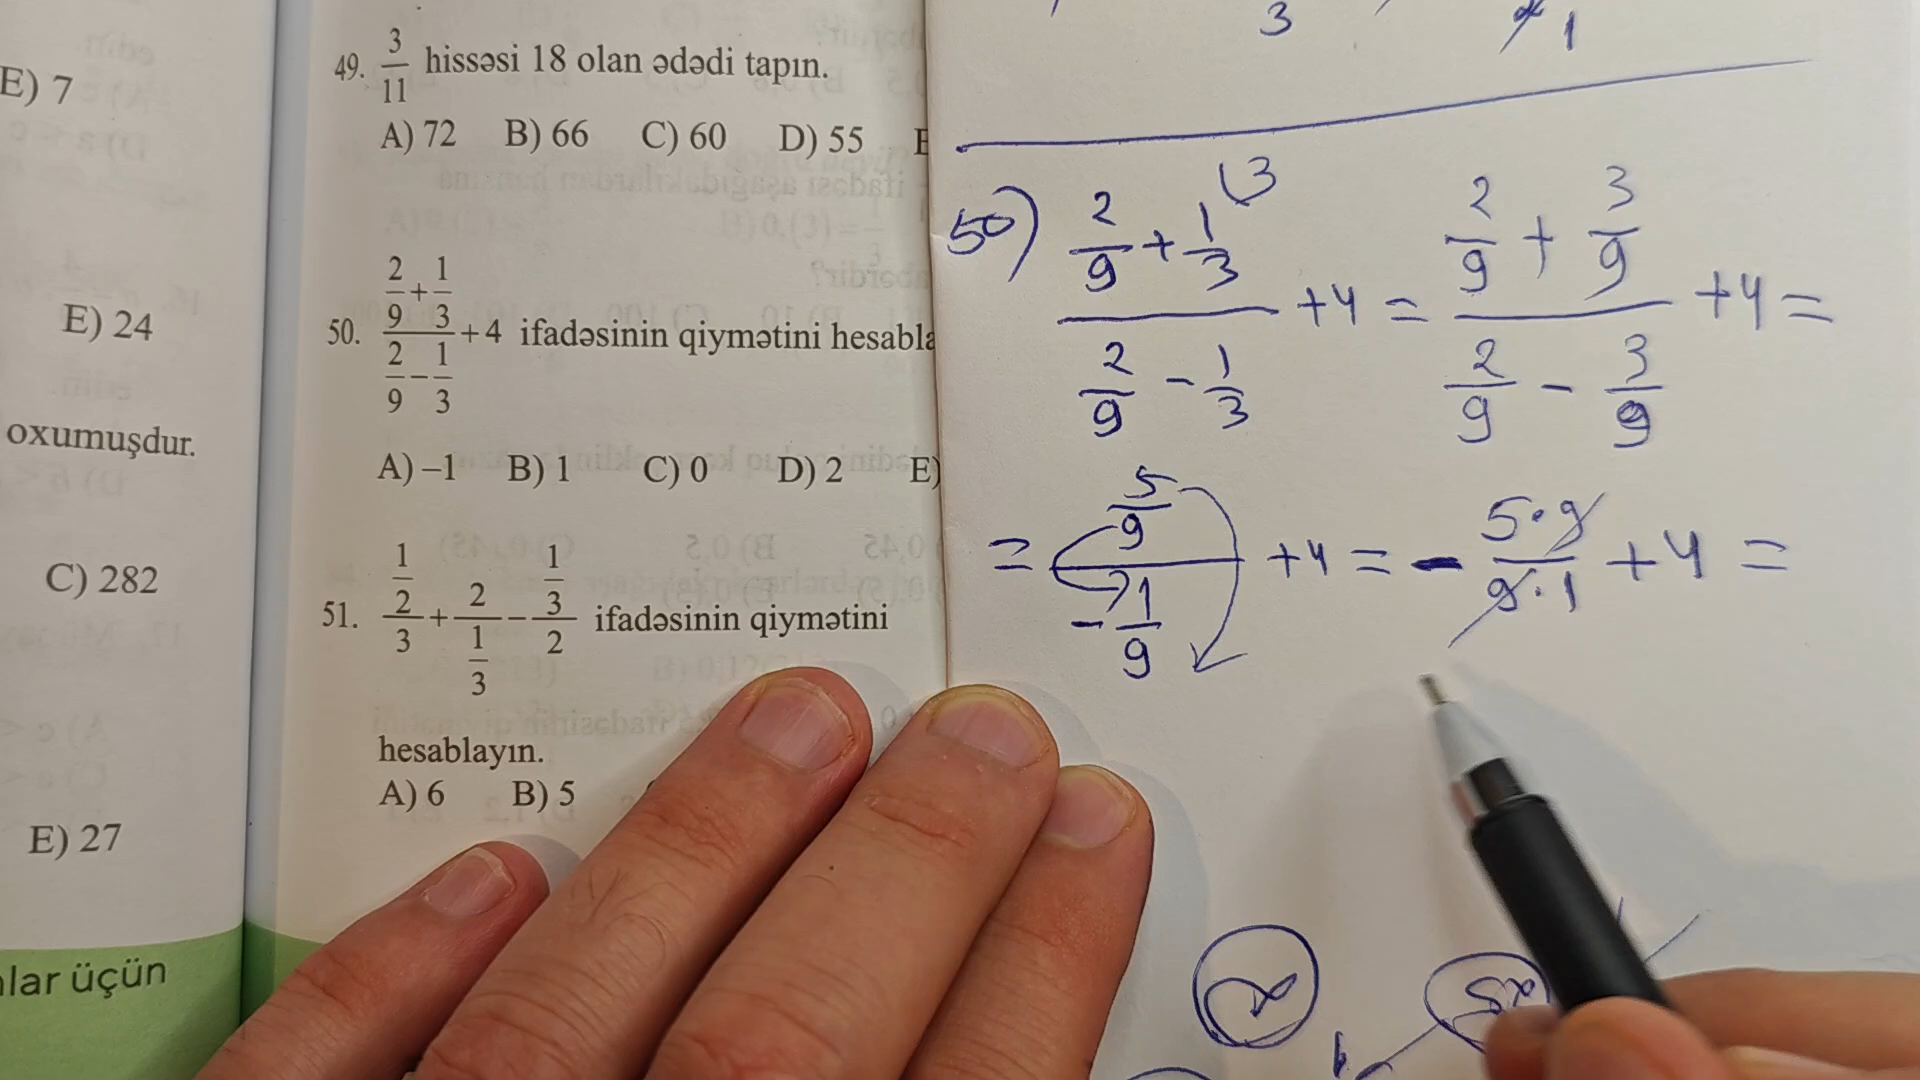 E) 7
E) 24
oxumuşdur.
C) 282
E) 27
lar üçün
49. 3/11 hissəsi 18 olan ədədi tapın.
A) 72 B) 66 C) 60 D) 55
50. (2/9 + 1/3)/(2/9 − 1/3) + 4 ifadəsinin qiymətini
A) –1 B) 1 C) 0 D) 2 E)
51. (1/2)/3 + 2/(1/3) − (1/3)/2 ifadəsinin qiymətini
hesablayın.
A) 6 B) 5
3 1
50) (2/9 + 1/3 (3)/(2/9 - 1/3) + 4 = (2/9 + 3/9)/(2/9 - 3/9) + 4 =
= (5/9)/(-1/9) + 4 = - (5·9)/(9·1) + 4 =